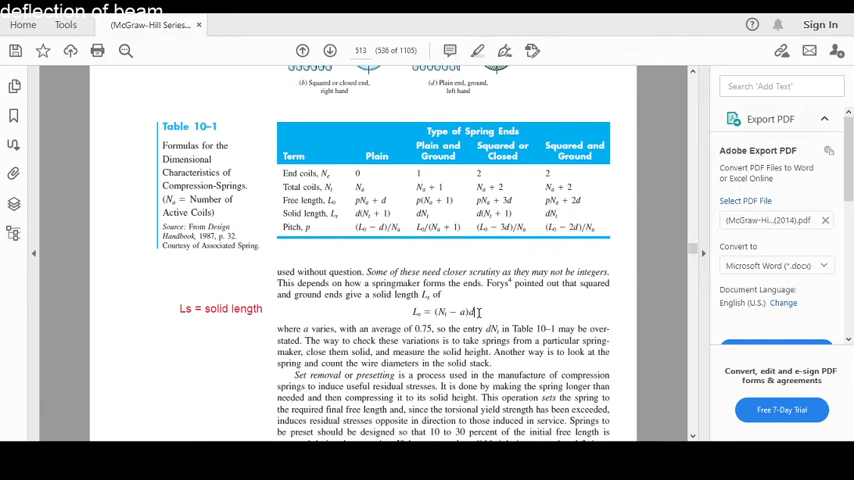 deflection of beam
Home Tools (McGraw-Hill Series... × Sign In
513 (536 of 1105)
(b) Squared or closed end,
right hand
(d) Plain end, ground,
left hand
Search 'Add Text'
Export PDF
Adobe Export PDF
Convert PDF Files to Word
or Excel Online
Select PDF File
(McGraw-Hi...(2014).pdf ×
Convert to
Microsoft Word (*.docx)
Document Language:
English (U.S.) Change
Convert, edit and e-sign PDF
forms & agreements
Free 7-Day Trial
Table 10–1
Formulas for the
Dimensional
Characteristics of
Compression-Springs.
(Na = Number of
Active Coils)
Source: From Design
Handbook, 1987, p. 32.
Courtesy of Associated Spring.
Type of Spring Ends
Term Plain Plain and Ground Squared or Closed Squared and Ground
End coils, Ne 0 1 2 2
Total coils, Nt Na Na + 1 Na + 2 Na + 2
Free length, L0 pNa + d p(Na + 1) pNa + 3d pNa + 2d
Solid length, Ls d(Nt + 1) dNt d(Nt + 1) dNt
Pitch, p (L0 − d)/Na L0/(Na + 1) (L0 − 3d)/Na (L0 − 2d)/Na
used without question. Some of these need closer scrutiny as they may not be integers.
This depends on how a springmaker forms the ends. Forys4 pointed out that squared
and ground ends give a solid length Ls of
Ls = solid length
Ls = (Nt − a)d
where a varies, with an average of 0.75, so the entry dNt in Table 10–1 may be over-
stated. The way to check these variations is to take springs from a particular spring-
maker, close them solid, and measure the solid height. Another way is to look at the
spring and count the wire diameters in the solid stack.
Set removal or presetting is a process used in the manufacture of compression
springs to induce useful residual stresses. It is done by making the spring longer than
needed and then compressing it to its solid height. This operation sets the spring to
the required final free length and, since the torsional yield strength has been exceeded,
induces residual stresses opposite in direction to those induced in service. Springs to
be preset should be designed so that 10 to 30 percent of the initial free length is